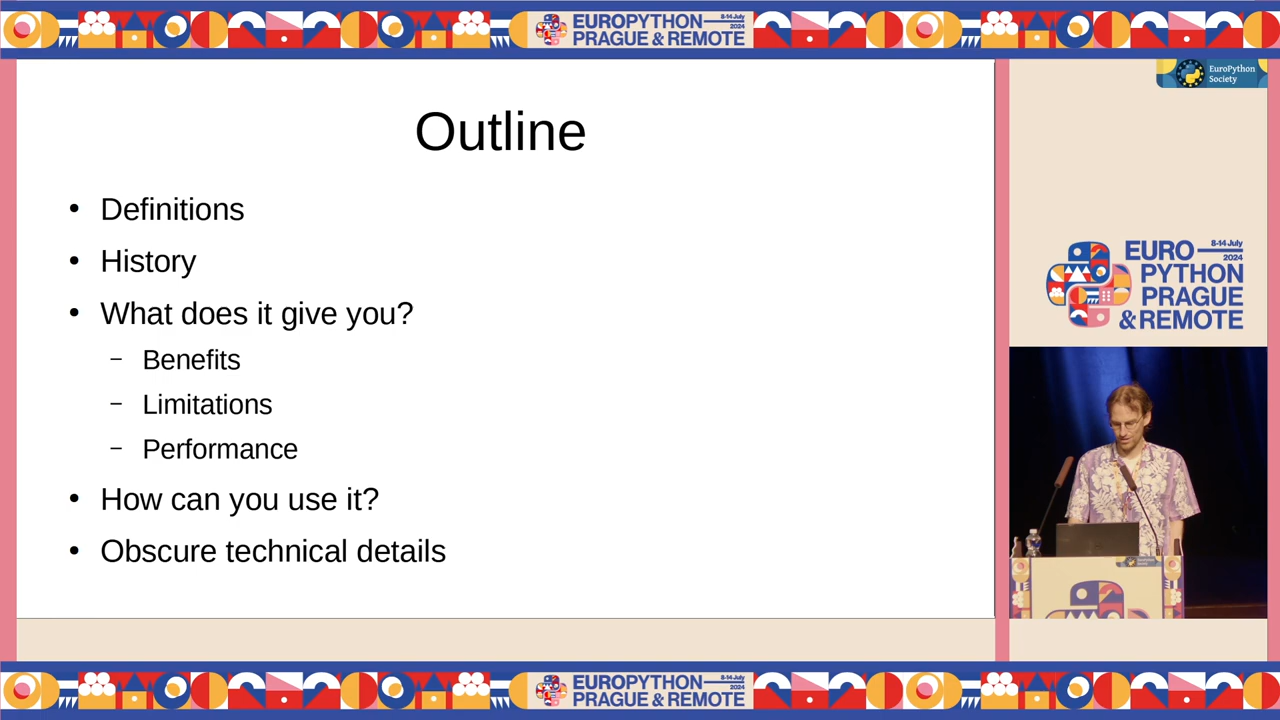 EUROPYTHON
8-14 July
2024
PRAGUE & REMOTE
EuroPython
Society
Outline
• Definitions
• History
• What does it give you?
– Benefits
– Limitations
– Performance
• How can you use it?
• Obscure technical details
EURO
8-14 July
2024
PYTHON
PRAGUE
& REMOTE
EUROPYTHON
8-14 July
2024
PRAGUE & REMOTE